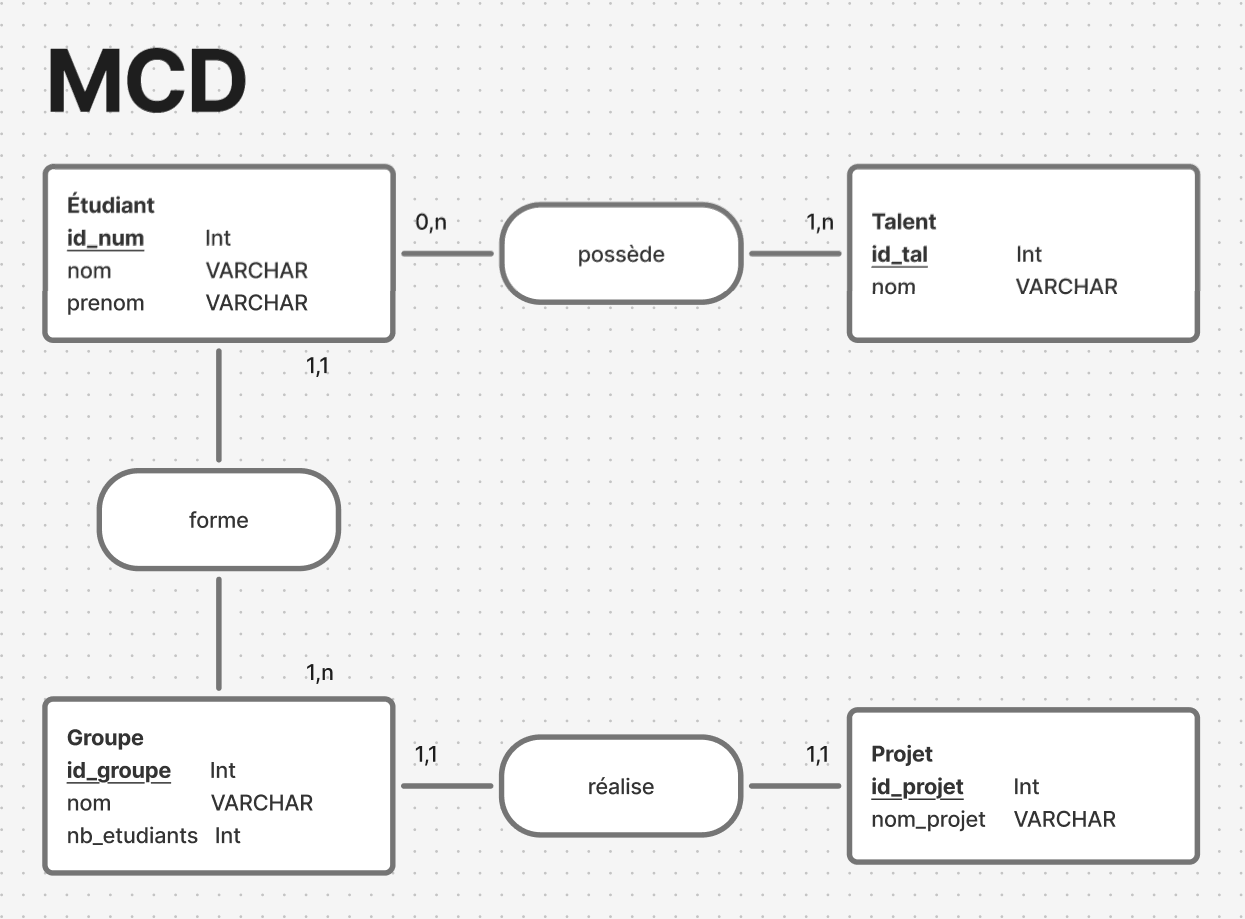 MCD
Étudiant
id_num Int
nom VARCHAR
prenom VARCHAR
0,n
possède
1,n
Talent
id_tal Int
nom VARCHAR
1,1
forme
1,n
Groupe
id_groupe Int
nom VARCHAR
nb_etudiants Int
1,1
réalise
1,1
Projet
id_projet Int
nom_projet VARCHAR